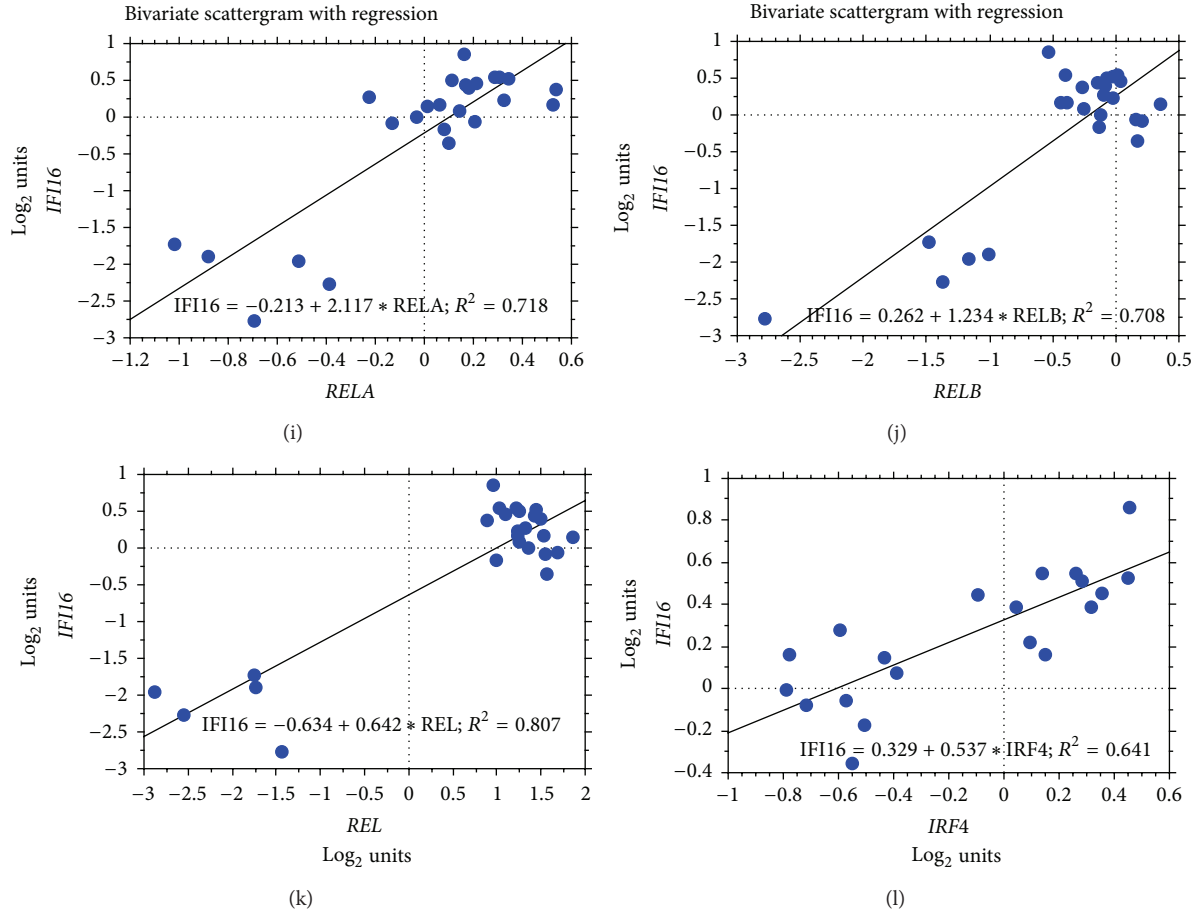 Bivariate scattergram with regression
1
0.5
0
−0.5
−1
−1.5
−2
−2.5
−3
Log2 units
IFI16
IFI16 = −0.213 + 2.117 ∗ RELA; R2 = 0.718
−1.2 −1 −0.8 −0.6 −0.4 −0.2 0 0.2 0.4 0.6
RELA
(i)
Bivariate scattergram with regression
1
0.5
0
−0.5
−1
−1.5
−2
−2.5
−3
Log2 units
IFI16
IFI16 = 0.262 + 1.234 ∗ RELB; R2 = 0.708
−3 −2.5 −2 −1.5 −1 −0.5 0 0.5
RELB
(j)
1
0.5
0
−0.5
−1
−1.5
−2
−2.5
−3
Log2 units
IFI16
IFI16 = −0.634 + 0.642 ∗ REL; R2 = 0.807
−3 −2.5 −2 −1.5 −1 0 0 0.5 1 1.5 2
REL
Log2 units
(k)
1
0.8
0.6
0.4
0.2
0
−0.2
−0.4
Log2 units
IFI16
IFI16 = 0.329 + 0.537 ∗ IRF4; R2 = 0.641
−1 −0.8 −0.6 −0.4 −0.2 0 0.2 0.4 0.6
IRF4
Log2 units
(l)